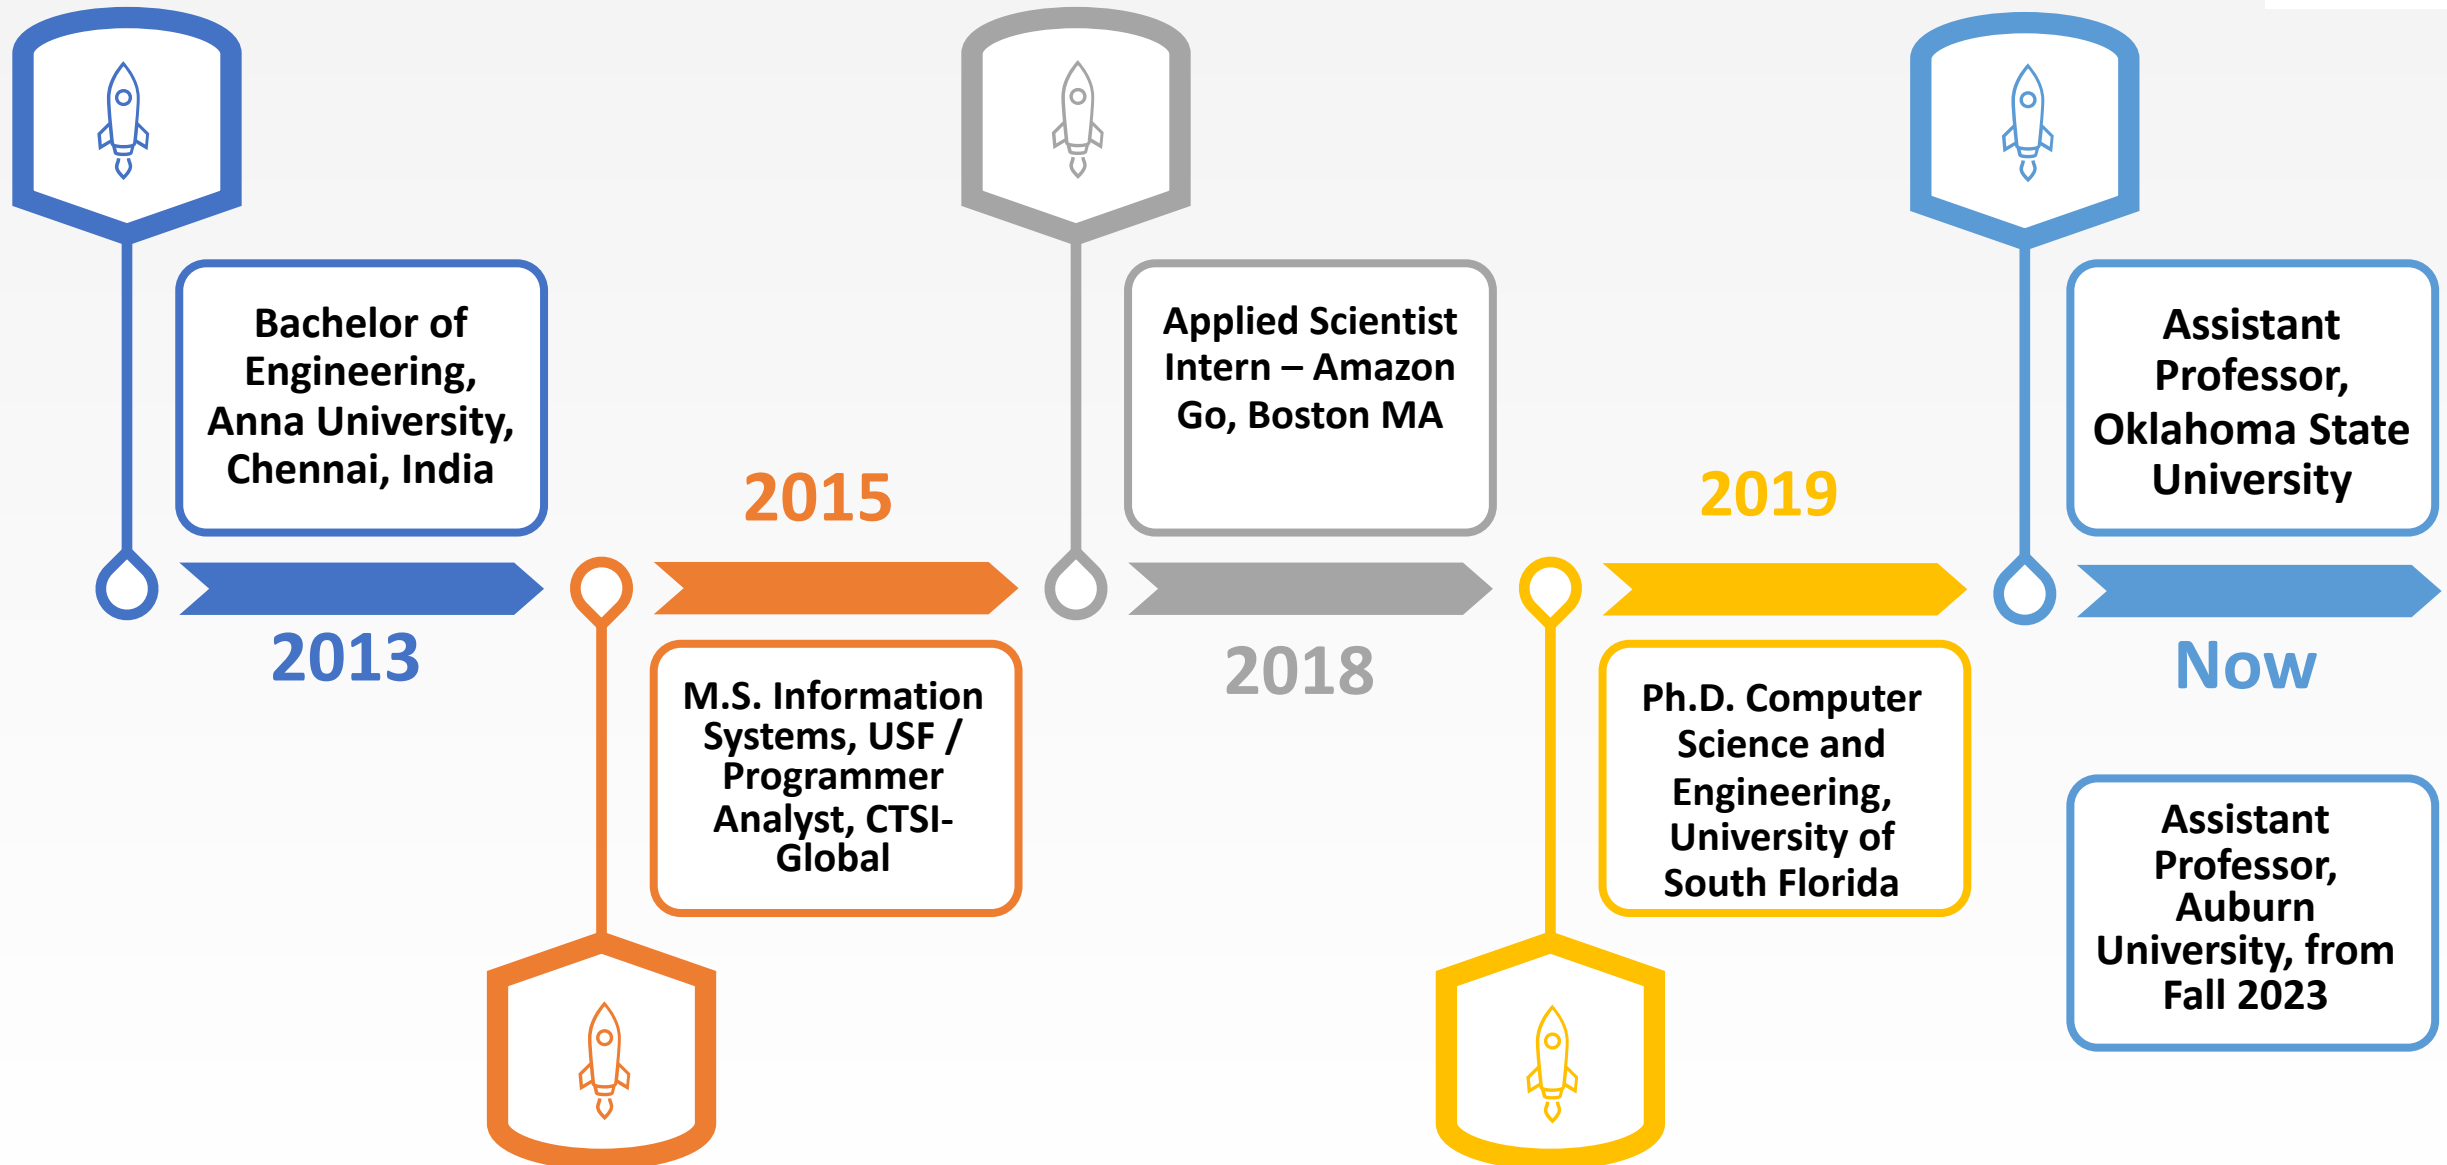 Bachelor of
Engineering,
Anna University,
Chennai, India
2013
2015
M.S. Information
Systems, USF /
Programmer
Analyst, CTSI-
Global
Applied Scientist
Intern – Amazon
Go, Boston MA
2018
2019
Ph.D. Computer
Science and
Engineering,
University of
South Florida
Assistant
Professor,
Oklahoma State
University
Now
Assistant
Professor,
Auburn
University, from
Fall 2023